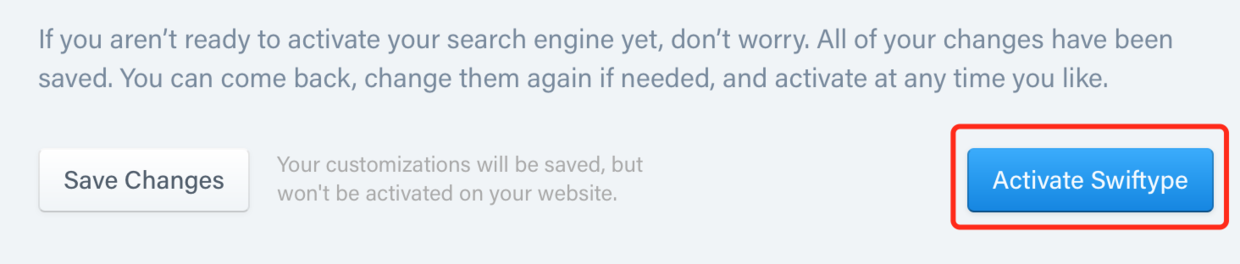 If you aren’t ready to activate your search engine yet, don’t worry. All of your changes have been
saved. You can come back, change them again if needed, and activate at any time you like.
Save Changes
Your customizations will be saved, but
won't be activated on your website.
Activate Swiftype